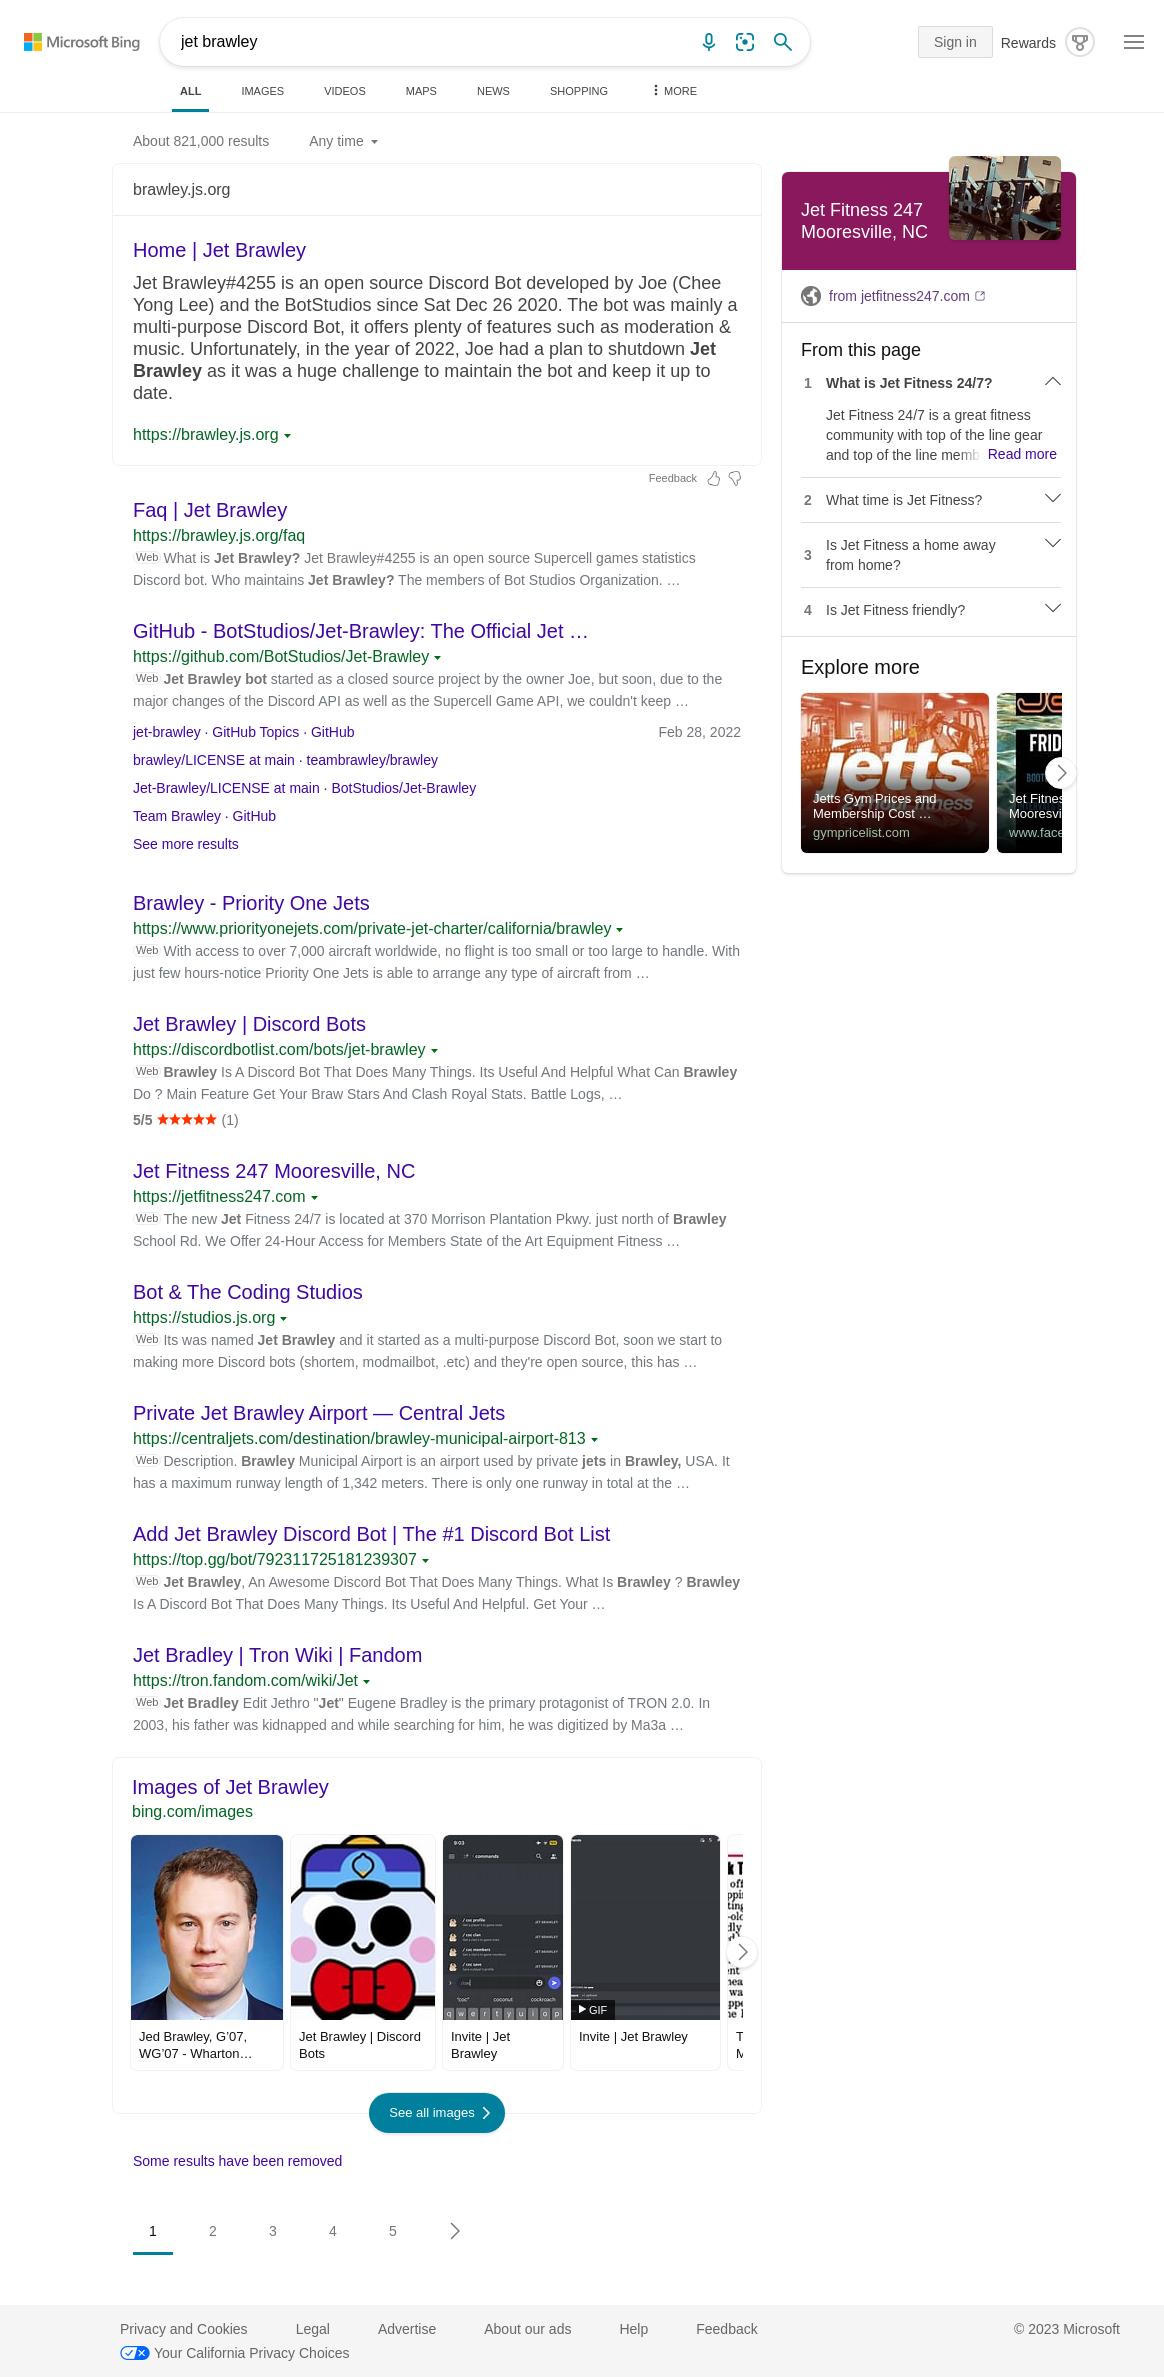 Microsoft Bing
jet brawley
Sign in
Rewards
ALL
IMAGES
VIDEOS
MAPS
NEWS
SHOPPING
MORE
About 821,000 results
Any time
brawley.js.org
Home | Jet Brawley
Jet Brawley#4255 is an open source Discord Bot developed by Joe (Chee
Yong Lee) and the BotStudios since Sat Dec 26 2020. The bot was mainly a
multi-purpose Discord Bot, it offers plenty of features such as moderation &
music. Unfortunately, in the year of 2022, Joe had a plan to shutdown Jet
Brawley as it was a huge challenge to maintain the bot and keep it up to
date.
https://brawley.js.org
Feedback
Faq | Jet Brawley
https://brawley.js.org/faq
Web What is Jet Brawley? Jet Brawley#4255 is an open source Supercell games statistics
Discord bot. Who maintains Jet Brawley? The members of Bot Studios Organization. …
GitHub - BotStudios/Jet-Brawley: The Official Jet …
https://github.com/BotStudios/Jet-Brawley
Web Jet Brawley bot started as a closed source project by the owner Joe, but soon, due to the
major changes of the Discord API as well as the Supercell Game API, we couldn't keep …
jet-brawley · GitHub Topics · GitHub
Feb 28, 2022
brawley/LICENSE at main · teambrawley/brawley
Jet-Brawley/LICENSE at main · BotStudios/Jet-Brawley
Team Brawley · GitHub
See more results
Brawley - Priority One Jets
https://www.priorityonejets.com/private-jet-charter/california/brawley
Web With access to over 7,000 aircraft worldwide, no flight is too small or too large to handle. With
just few hours-notice Priority One Jets is able to arrange any type of aircraft from …
Jet Brawley | Discord Bots
https://discordbotlist.com/bots/jet-brawley
Web Brawley Is A Discord Bot That Does Many Things. Its Useful And Helpful What Can Brawley
Do ? Main Feature Get Your Braw Stars And Clash Royal Stats. Battle Logs, …
5/5 ★★★★★ (1)
Jet Fitness 247 Mooresville, NC
https://jetfitness247.com
Web The new Jet Fitness 24/7 is located at 370 Morrison Plantation Pkwy. just north of Brawley
School Rd. We Offer 24-Hour Access for Members State of the Art Equipment Fitness …
Bot & The Coding Studios
https://studios.js.org
Web Its was named Jet Brawley and it started as a multi-purpose Discord Bot, soon we start to
making more Discord bots (shortem, modmailbot, .etc) and they're open source, this has …
Private Jet Brawley Airport — Central Jets
https://centraljets.com/destination/brawley-municipal-airport-813
Web Description. Brawley Municipal Airport is an airport used by private jets in Brawley, USA. It
has a maximum runway length of 1,342 meters. There is only one runway in total at the …
Add Jet Brawley Discord Bot | The #1 Discord Bot List
https://top.gg/bot/792311725181239307
Web Jet Brawley, An Awesome Discord Bot That Does Many Things. What Is Brawley ? Brawley
Is A Discord Bot That Does Many Things. Its Useful And Helpful. Get Your …
Jet Bradley | Tron Wiki | Fandom
https://tron.fandom.com/wiki/Jet
Web Jet Bradley Edit Jethro "Jet" Eugene Bradley is the primary protagonist of TRON 2.0. In
2003, his father was kidnapped and while searching for him, he was digitized by Ma3a …
Images of Jet Brawley
bing.com/images
9:03
commands
/ coc profile
/ coc clan
/ coc members
/ coc save
"coc"
coconut
cockroach
q w e r t y u i o p
GIF
Jed Brawley, G'07,
WG'07 - Wharton…
Jet Brawley | Discord
Bots
Invite | Jet
Brawley
Invite | Jet Brawley
See all images
Some results have been removed
1
2
3
4
5
Jet Fitness 247
Mooresville, NC
from jetfitness247.com
From this page
1 What is Jet Fitness 24/7?
Jet Fitness 24/7 is a great fitness
community with top of the line gear
and top of the line memb Read more
2 What time is Jet Fitness?
3 Is Jet Fitness a home away
from home?
4 Is Jet Fitness friendly?
Explore more
jetts
24 hour fitness
Jetts Gym Prices and
Membership Cost …
gympricelist.com
FRID
Jet Fitnes
Mooresvi
www.face
Privacy and Cookies
Legal
Advertise
About our ads
Help
Feedback
© 2023 Microsoft
Your California Privacy Choices